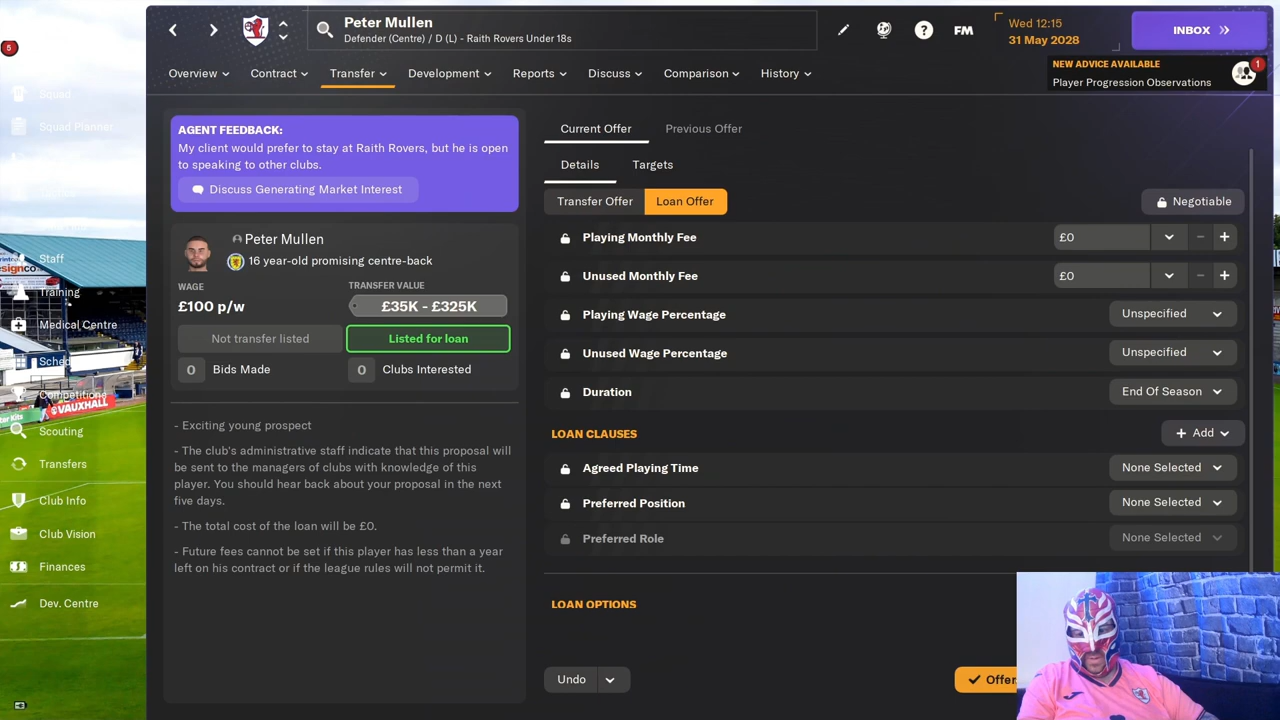 Peter Mullen
Defender (Centre) / D (L) - Raith Rovers Under 18s
FM
Wed 12:15
31 May 2028
INBOX
5
Overview
Contract
Transfer
Development
Reports
Discuss
Comparison
History
NEW ADVICE AVAILABLE
Player Progression Observations
1
Squad
Squad Planner
Staff
Training
Medical Centre
Sched
Competitions
VAUXHALL
Scouting
Transfers
Club Info
Club Vision
Finances
Dev. Centre
AGENT FEEDBACK:
My client would prefer to stay at Raith Rovers, but he is open
to speaking to other clubs.
Discuss Generating Market Interest
Peter Mullen
16 year-old promising centre-back
WAGE
£100 p/w
TRANSFER VALUE
£35K - £325K
Not transfer listed
Listed for loan
0 Bids Made
0 Clubs Interested
- Exciting young prospect
- The club's administrative staff indicate that this proposal will
be sent to the managers of clubs with knowledge of this
player. You should hear back about your proposal in the next
five days.
- The total cost of the loan will be £0.
- Future fees cannot be set if this player has less than a year
left on his contract or if the league rules will not permit it.
Current Offer
Previous Offer
Details
Targets
Transfer Offer
Loan Offer
Negotiable
Playing Monthly Fee £0
Unused Monthly Fee £0
Playing Wage Percentage Unspecified
Unused Wage Percentage Unspecified
Duration End Of Season
LOAN CLAUSES
+ Add
Agreed Playing Time None Selected
Preferred Position None Selected
Preferred Role None Selected
LOAN OPTIONS
Undo
Offer